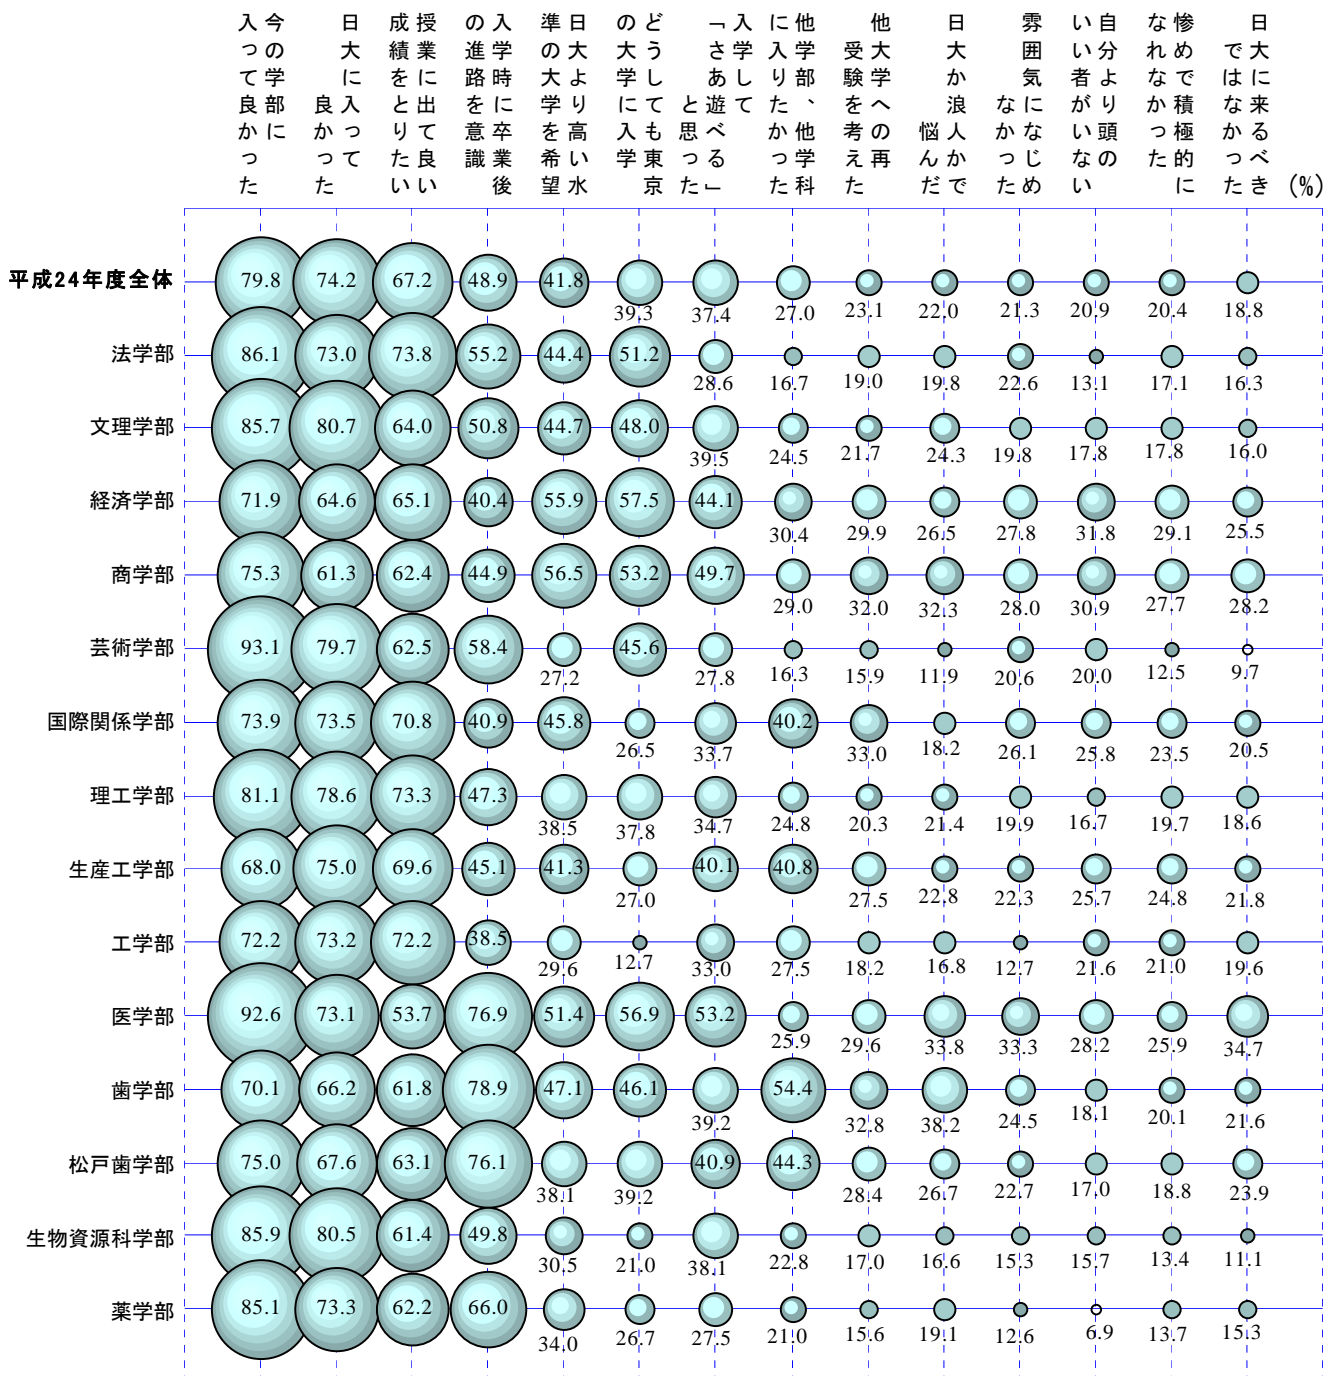 今の学部に
入って良かった
日大に入って
良かった
授業に出て良い
成績をとりたい
入学時に卒業後
の進路を意識
日大より高い水
準の大学を希望
どうしても東京
の大学に入学
入学して
「さあ遊べる」
と思った
他学部、他学科
に入りたかった
他大学への再
受験を考えた
日大か浪人かで
悩んだ
雰囲気になじめ
なかった
自分より頭の
いい者がいない
惨めで積極的に
なれなかった
日大に来るべき
ではなかった
(%)
平成24年度全体 79.8 74.2 67.2 48.9 41.8 39.3 37.4 27.0 23.1 22.0 21.3 20.9 20.4 18.8
法学部 86.1 73.0 73.8 55.2 44.4 51.2 28.6 16.7 19.0 19.8 22.6 13.1 17.1 16.3
文理学部 85.7 80.7 64.0 50.8 44.7 48.0 39.5 24.5 21.7 24.3 19.8 17.8 17.8 16.0
経済学部 71.9 64.6 65.1 40.4 55.9 57.5 44.1 30.4 29.9 26.5 27.8 31.8 29.1 25.5
商学部 75.3 61.3 62.4 44.9 56.5 53.2 49.7 29.0 32.0 32.3 28.0 30.9 27.7 28.2
芸術学部 93.1 79.7 62.5 58.4 27.2 45.6 27.8 16.3 15.9 11.9 20.6 20.0 12.5 9.7
国際関係学部 73.9 73.5 70.8 40.9 45.8 26.5 33.7 40.2 33.0 18.2 26.1 25.8 23.5 20.5
理工学部 81.1 78.6 73.3 47.3 38.5 37.8 34.7 24.8 20.3 21.4 19.9 16.7 19.7 18.6
生産工学部 68.0 75.0 69.6 45.1 41.3 27.0 40.1 40.8 27.5 22.8 22.3 25.7 24.8 21.8
工学部 72.2 73.2 72.2 38.5 29.6 12.7 33.0 27.5 18.2 16.8 12.7 21.6 21.0 19.6
医学部 92.6 73.1 53.7 76.9 51.4 56.9 53.2 25.9 29.6 33.8 33.3 28.2 25.9 34.7
歯学部 70.1 66.2 61.8 78.9 47.1 46.1 39.2 54.4 32.8 38.2 24.5 18.1 20.1 21.6
松戸歯学部 75.0 67.6 63.1 76.1 38.1 39.2 40.9 44.3 28.4 26.7 22.7 17.0 18.8 23.9
生物資源科学部 85.9 80.5 61.4 49.8 30.5 21.0 38.1 22.8 17.0 16.6 15.3 15.7 13.4 11.1
薬学部 85.1 73.3 62.2 66.0 34.0 26.7 27.5 21.0 15.6 19.1 12.6 6.9 13.7 15.3